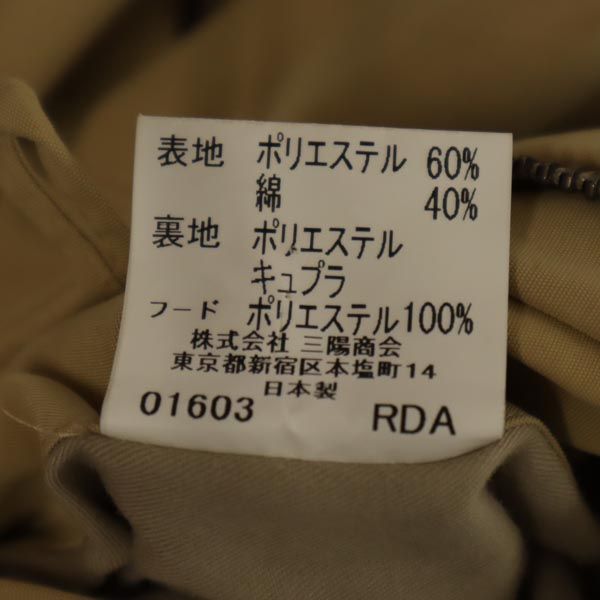 表地 ポリエステル 60%
綿 40%
裏地 ポリエステル
キュプラ
フード ポリエステル100%
株式会社 三陽商会
東京都新宿区本塩町14
日本製
01603 RDA